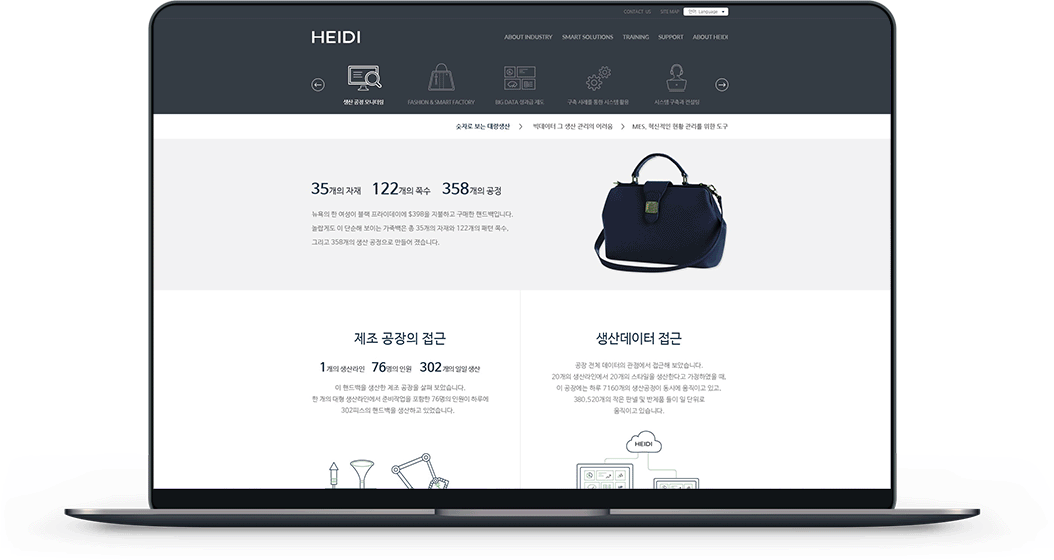 CONTACT US SITE MAP 언어 Language
HEIDI
ABOUT INDUSTRY SMART SOLUTIONS TRAINING SUPPORT ABOUT HEIDI
생산 공정 모니터링 FASHION & SMART FACTORY BIG DATA 성과급 제도 구축 사례를 통한 시스템 활용 시스템 구축과 컨설팅
숫자로 보는 대량생산 > 빅데이터 그 생산 관리의 어려움 > MES, 혁신적인 현황 관리를 위한 도구
35개의 자재 122개의 쪽수 358개의 공정
뉴욕의 한 여성이 블랙 프라이데이에 $398을 지불하고 구매한 핸드백입니다.
놀랍게도 이 단순해 보이는 가죽백은 총 35개의 자재와 122개의 패턴 쪽수,
그리고 358개의 생산 공정으로 만들어 졌습니다.
제조 공장의 접근
1개의 생산라인 76명의 인원 302개의 일일 생산
이 핸드백을 생산한 제조 공장을 살펴 보았습니다.
한 개의 대형 생산라인에서 준비작업을 포함한 76명의 인원이 하루에
302피스의 핸드백을 생산하고 있었습니다.
생산데이터 접근
공장 전체 데이터의 관점에서 접근해 보았습니다.
20개의 생산라인에서 20개의 스타일을 생산한다고 가정하였을 때,
이 공장에는 하루 7160개의 생산공정이 동시에 움직이고 있고,
380,520개의 작은 판넬 및 반제품 들이 일 단위로
움직이고 있습니다.
HEIDI